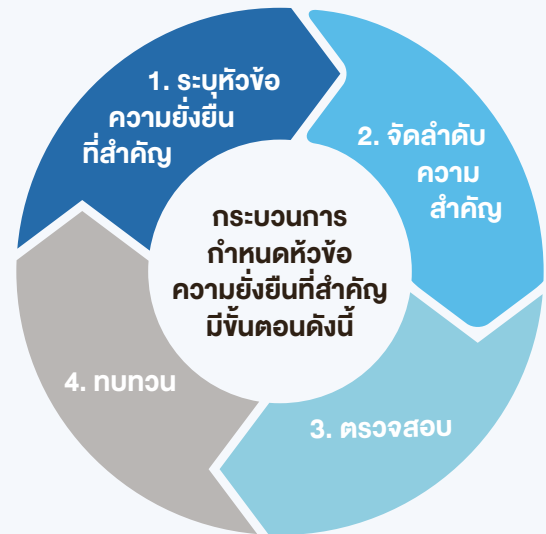 1. ระบุหัวข้อ
ความยั่งยืน
ที่สำคัญ
2. จัดลำดับ
ความ
สำคัญ
กระบวนการ
กำหนดหัวข้อ
ความยั่งยืนที่สำคัญ
มีขั้นตอนดังนี้
3. ตรวจสอบ
4. ทบทวน